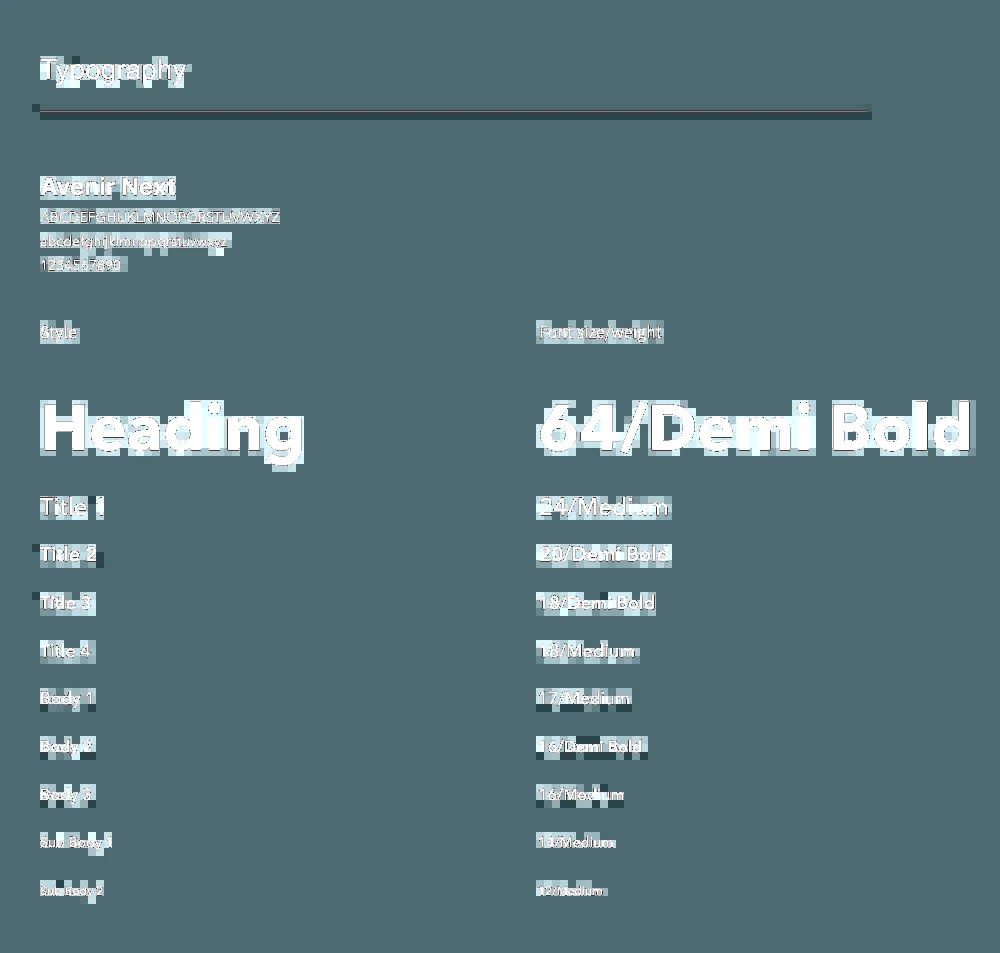 Typography
Avenir Next
ABCDEFGHIJKLMNOPQRSTUVWXYZ
abcdefghijklmnopqrstuvwxyz
1234567890
Style Font size/weight
Heading 64/Demi Bold
Title 1 24/Medium
Title 2 20/Demi Bold
Title 3 18/Demi Bold
Title 4 18/Medium
Body 1 17/Medium
Body 2 16/Demi Bold
Body 3 16/Medium
Sub Body 1 14/Medium
Sub Body 2 12/Medium